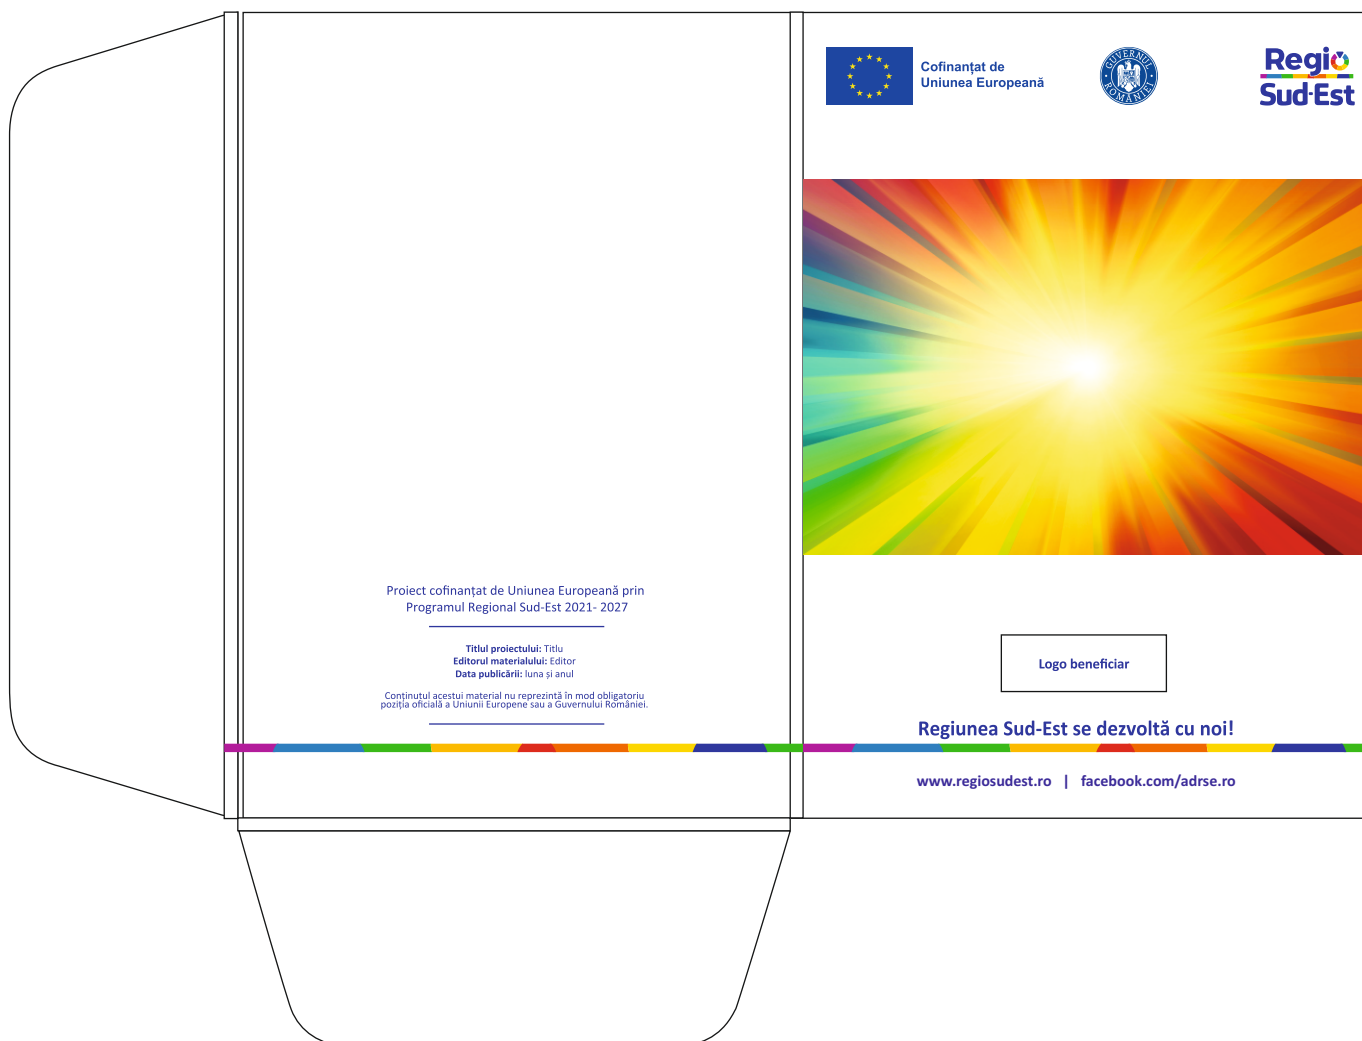 Cofinanțat de
Uniunea Europeană
GUVERNUL
ROMÂNIEI
Regio
Sud-Est
Proiect cofinanțat de Uniunea Europeană prin
Programul Regional Sud-Est 2021- 2027
Titlul proiectului: Titlu
Editorul materialului: Editor
Data publicării: luna și anul
Conținutul acestui material nu reprezintă în mod obligatoriu
poziția oficială a Uniunii Europene sau a Guvernului României.
Logo beneficiar
Regiunea Sud-Est se dezvoltă cu noi!
www.regiosudest.ro | facebook.com/adrse.ro